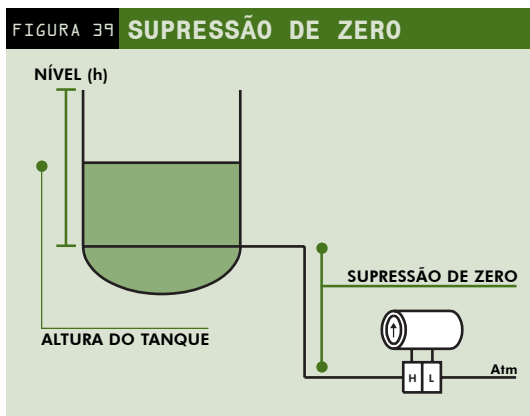 FIGURA 39 SUPRESSÃO DE ZERO
NÍVEL (h)
SUPRESSÃO DE ZERO
ALTURA DO TANQUE
H L
Atm